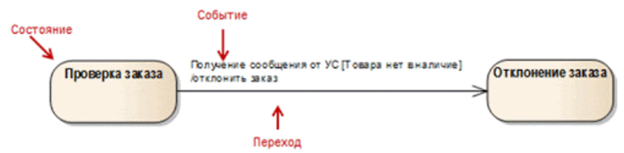 Событие
Состояние
Получение сообщения от УС[Товара нет вналичие]
/отклонить заказ
Проверка заказа
Отклонение заказа
Переход